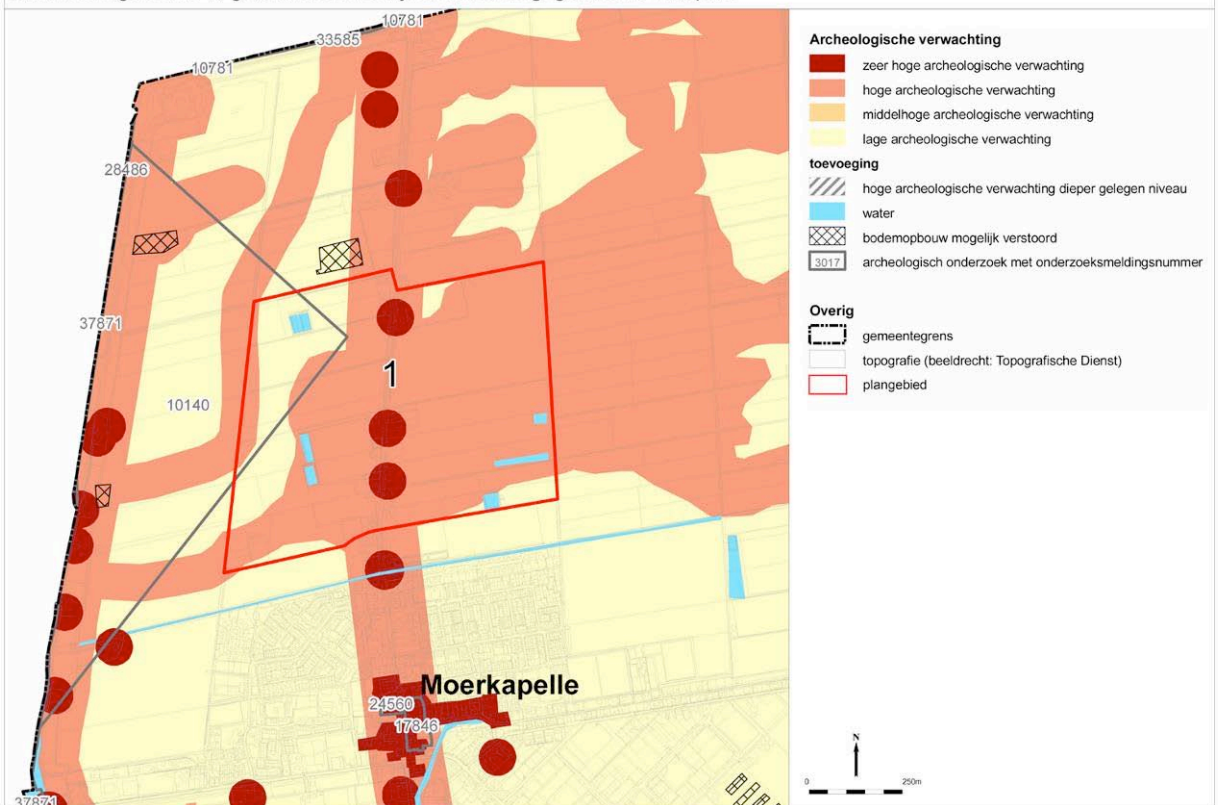 10781
33585
10781
28486
37871
1
10140
Moerkapelle
24560
17846
37871
Archeologische verwachting
zeer hoge archeologische verwachting
hoge archeologische verwachting
middelhoge archeologische verwachting
lage archeologische verwachting
toevoeging
hoge archeologische verwachting dieper gelegen niveau
water
bodemopbouw mogelijk verstoord
3017 archeologisch onderzoek met onderzoeksmeldingsnummer
Overig
gemeentegrens
topografie (beeldrecht: Topografische Dienst)
plangebied
N
0 250m